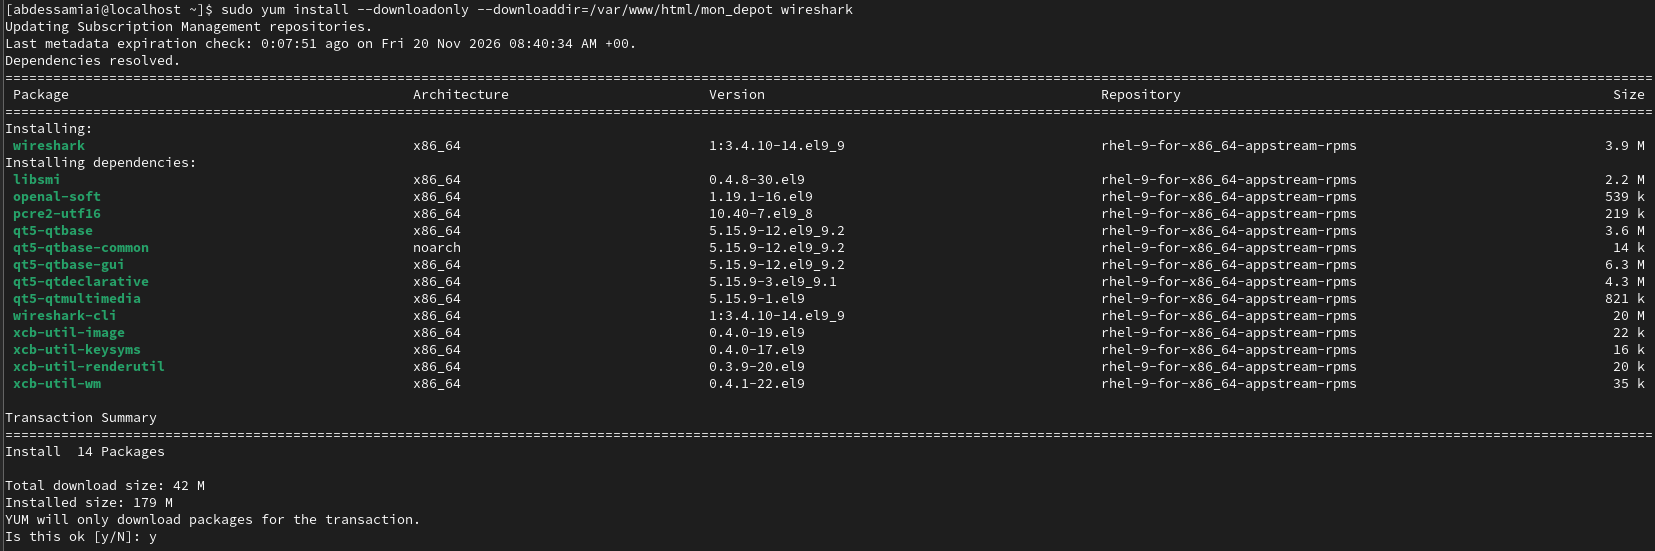 [abdessamiai@localhost ~]$ sudo yum install --downloadonly --downloaddir=/var/www/html/mon_depot wireshark
Updating Subscription Management repositories.
Last metadata expiration check: 0:07:51 ago on Fri 20 Nov 2026 08:40:34 AM +00.
Dependencies resolved.
================================================================================
Package Architecture Version Repository Size
================================================================================
Installing:
wireshark x86_64 1:3.4.10-14.el9_9 rhel-9-for-x86_64-appstream-rpms 3.9 M
Installing dependencies:
libsmi x86_64 0.4.8-30.el9 rhel-9-for-x86_64-appstream-rpms 2.2 M
openal-soft x86_64 1.19.1-16.el9 rhel-9-for-x86_64-appstream-rpms 539 k
pcre2-utf16 x86_64 10.40-7.el9_8 rhel-9-for-x86_64-appstream-rpms 219 k
qt5-qtbase x86_64 5.15.9-12.el9_9.2 rhel-9-for-x86_64-appstream-rpms 3.6 M
qt5-qtbase-common noarch 5.15.9-12.el9_9.2 rhel-9-for-x86_64-appstream-rpms 14 k
qt5-qtbase-gui x86_64 5.15.9-12.el9_9.2 rhel-9-for-x86_64-appstream-rpms 6.3 M
qt5-qtdeclarative x86_64 5.15.9-3.el9_9.1 rhel-9-for-x86_64-appstream-rpms 4.3 M
qt5-qtmultimedia x86_64 5.15.9-1.el9 rhel-9-for-x86_64-appstream-rpms 821 k
wireshark-cli x86_64 1:3.4.10-14.el9_9 rhel-9-for-x86_64-appstream-rpms 20 M
xcb-util-image x86_64 0.4.0-19.el9 rhel-9-for-x86_64-appstream-rpms 22 k
xcb-util-keysyms x86_64 0.4.0-17.el9 rhel-9-for-x86_64-appstream-rpms 16 k
xcb-util-renderutil x86_64 0.3.9-20.el9 rhel-9-for-x86_64-appstream-rpms 20 k
xcb-util-wm x86_64 0.4.1-22.el9 rhel-9-for-x86_64-appstream-rpms 35 k
Transaction Summary
================================================================================
Install 14 Packages
Total download size: 42 M
Installed size: 179 M
YUM will only download packages for the transaction.
Is this ok [y/N]: y